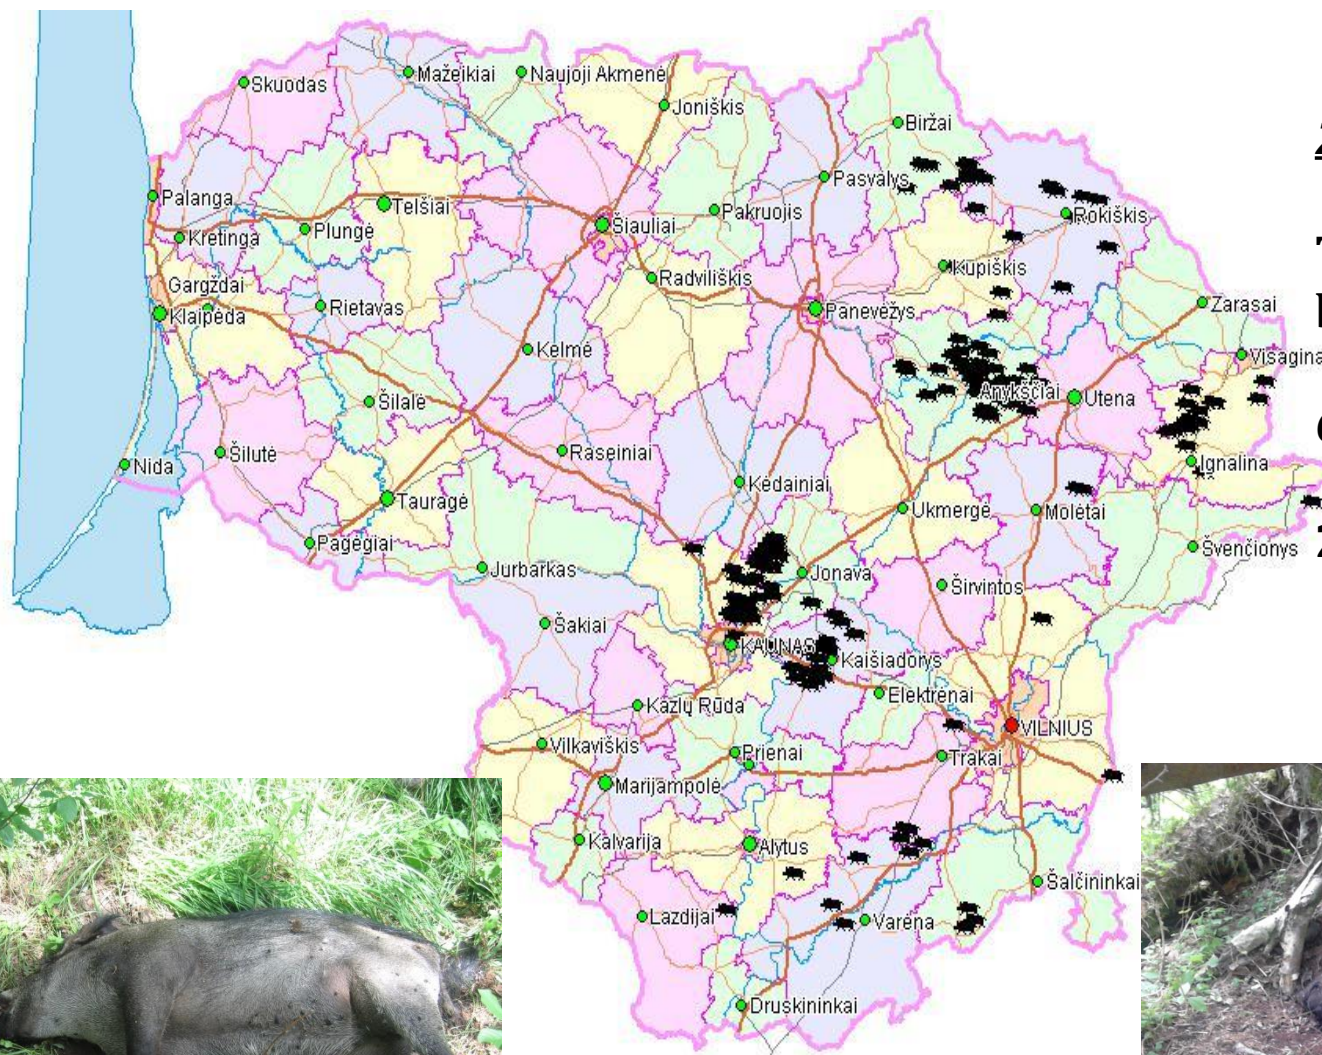 Mažeikiai
Naujoji Akmenė
Skuodas
Joniškis
Biržai
Pasvalys
Palanga
Telšiai
Pakruojis
Rokiškis
Kretinga
Plungė
Šiauliai
Kupiškis
Radviliškis
Gargždai
Rietavas
Klaipėda
Panevėžys
Zarasai
Kelmė
Visagina
Anykščiai
Utena
Šilalė
Šilutė
Raseiniai
Nida
Ignalina
Kėdainiai
Tauragė
Ukmergė
Molėtai
Pagėgiai
Švenčionys
Jurbarkas
Jonava
Širvintos
Šakiai
KAUNAS
Kaišiadorys
Elektrėnai
Kazlų Rūda
VILNIUS
Vilkaviškis
Prienai
Trakai
Marijampolė
Kalvarija
Alytus
Šalčininkai
Lazdijai
Varėna
Druskininkai